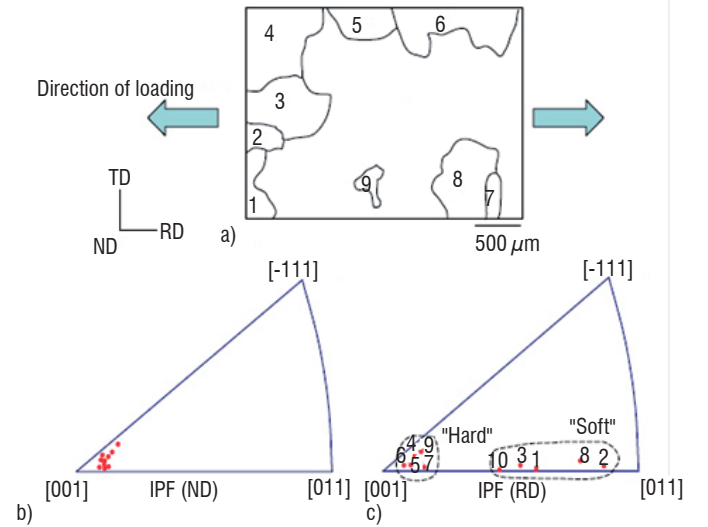 4 5 6
Direction of loading
3
2
TD
9 8 7
1
RD
ND
a)
500 µm
[-111] [-111]
4 9 "Hard" "Soft"
6 5 7 10 3 1 8 2
[001] IPF (ND) [011] [001] IPF (RD) [011]
b) c)